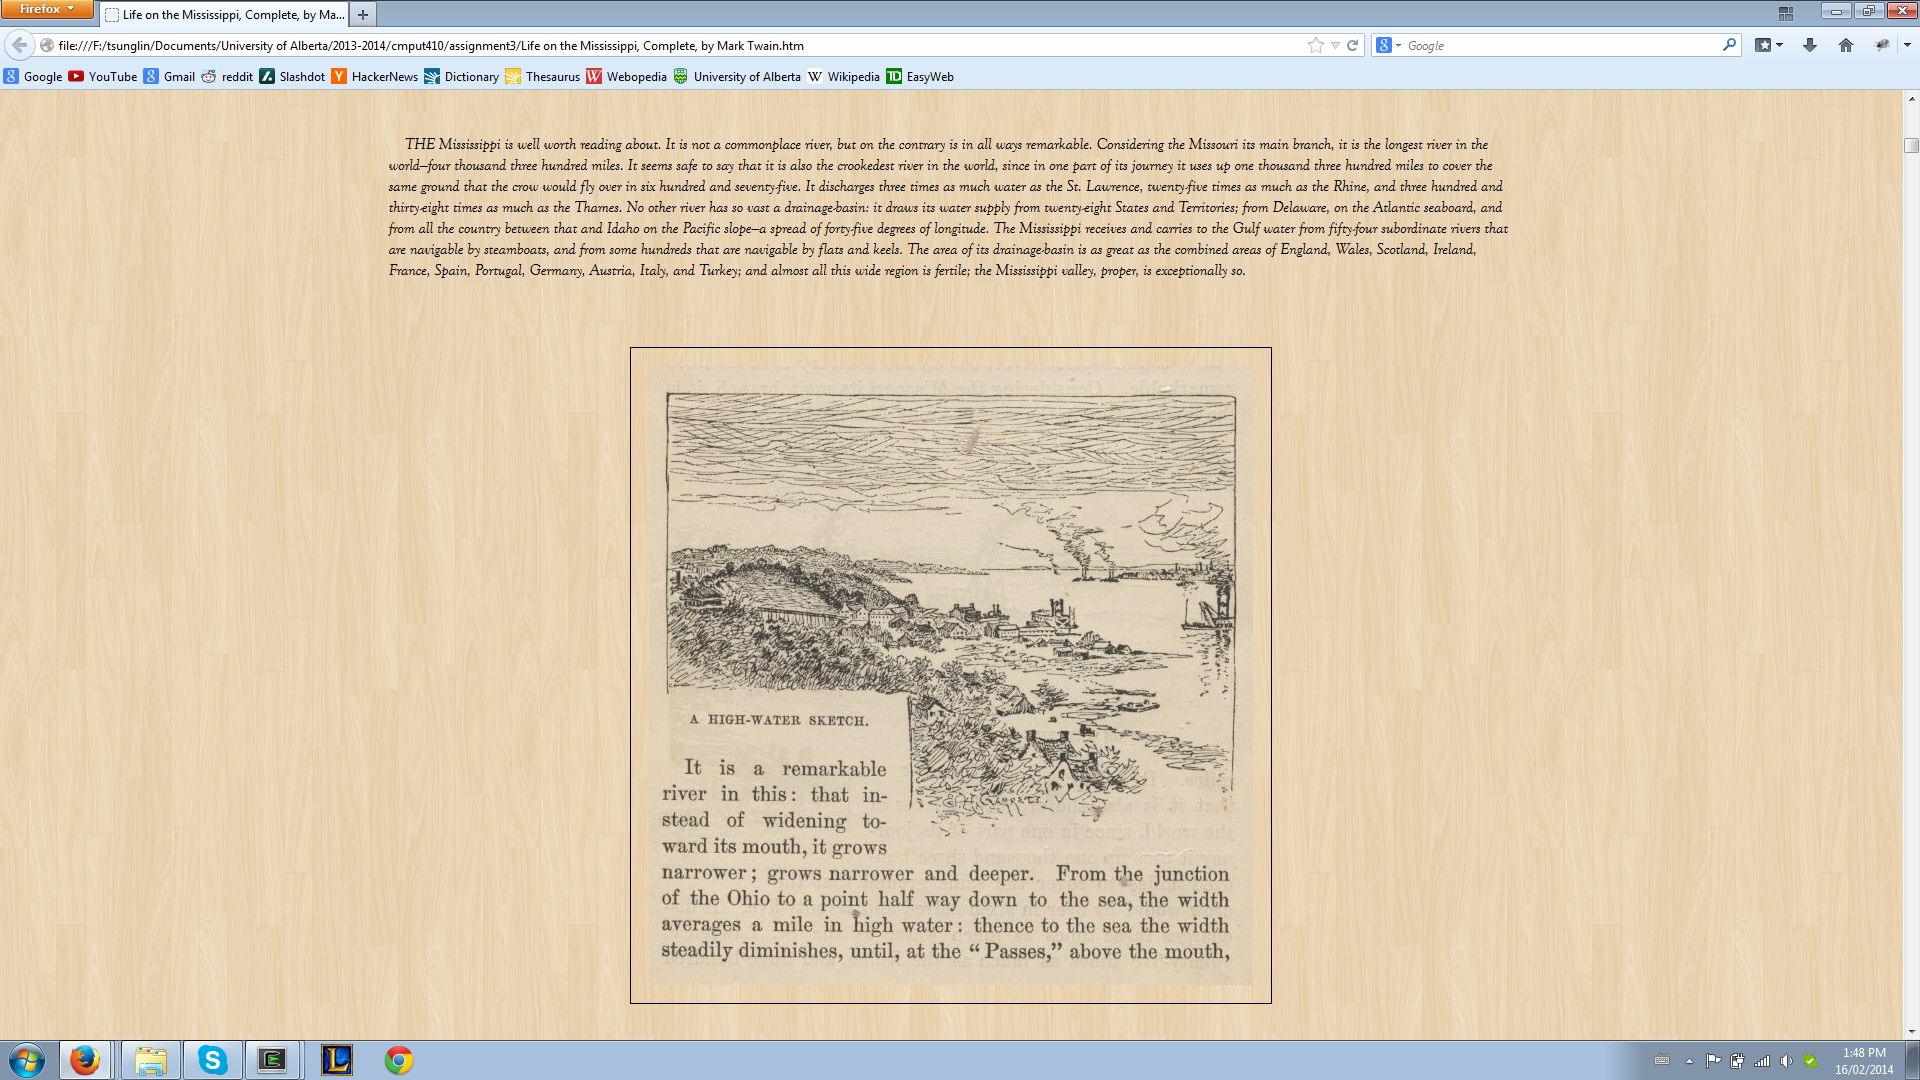 Firefox
Life on the Mississippi, Complete, by Ma...
file:///F:/tsunglin/Documents/University of Alberta/2013-2014/cmput410/assignment3/Life on the Mississippi, Complete, by Mark Twain.htm
Google
Google YouTube Gmail reddit Slashdot HackerNews Dictionary Thesaurus Webopedia University of Alberta Wikipedia EasyWeb
THE Mississippi is well worth reading about. It is not a commonplace river, but on the contrary is in all ways remarkable. Considering the Missouri its main branch, it is the longest river in the
world—four thousand three hundred miles. It seems safe to say that it is also the crookedest river in the world, since in one part of its journey it uses up one thousand three hundred miles to cover the
same ground that the crow would fly over in six hundred and seventy-five. It discharges three times as much water as the St. Lawrence, twenty-five times as much as the Rhine, and three hundred and
thirty-eight times as much as the Thames. No other river has so vast a drainage-basin: it draws its water supply from twenty-eight States and Territories; from Delaware, on the Atlantic seaboard, and
from all the country between that and Idaho on the Pacific slope—a spread of forty-five degrees of longitude. The Mississippi receives and carries to the Gulf water from fifty-four subordinate rivers that
are navigable by steamboats, and from some hundreds that are navigable by flats and keels. The area of its drainage-basin is as great as the combined areas of England, Wales, Scotland, Ireland,
France, Spain, Portugal, Germany, Austria, Italy, and Turkey; and almost all this wide region is fertile; the Mississippi valley, proper, is exceptionally so.
A HIGH-WATER SKETCH.
It is a remarkable
river in this: that in-
stead of widening to-
ward its mouth, it grows
narrower; grows narrower and deeper. From the junction
of the Ohio to a point half way down to the sea, the width
averages a mile in high water: thence to the sea the width
steadily diminishes, until, at the "Passes," above the mouth,
1:48 PM
16/02/2014